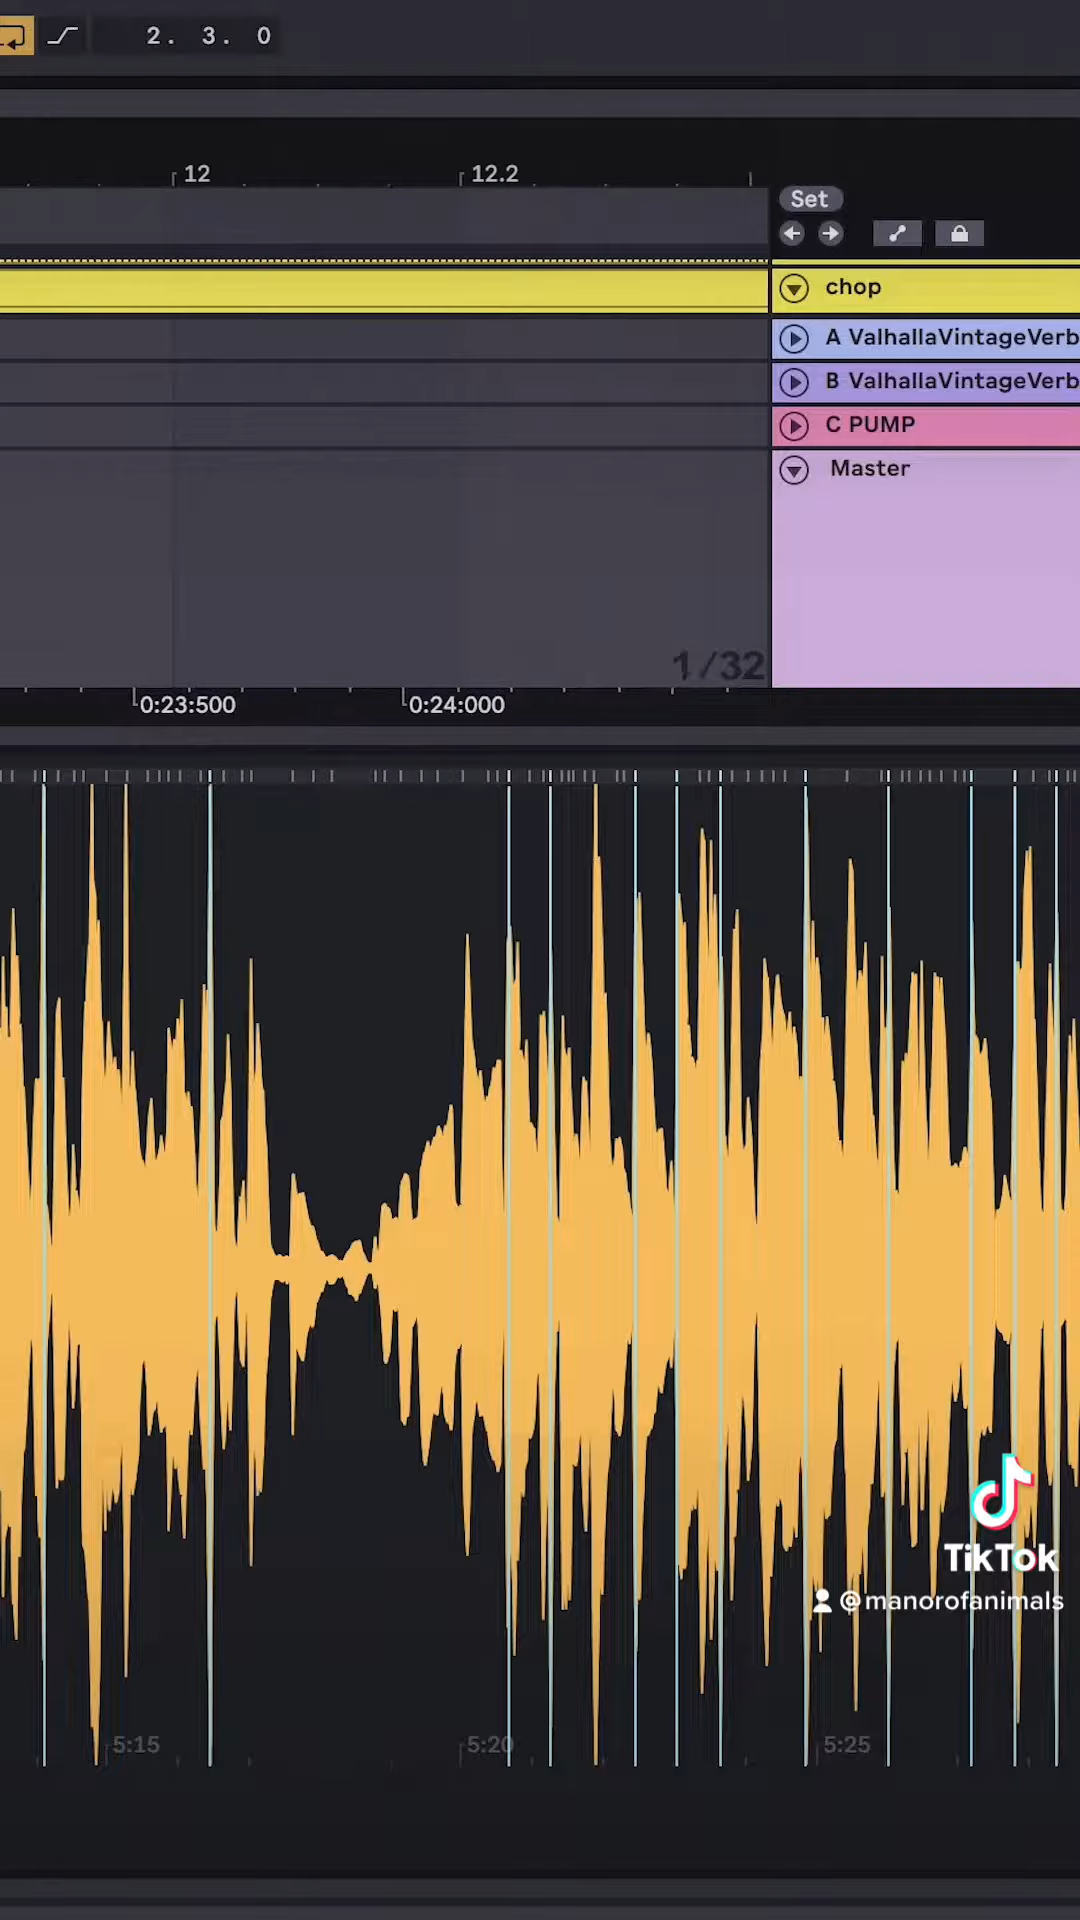 2. 3. 0
12
12.2
Set
chop
A ValhallaVintageVerb
B ValhallaVintageVerb
C PUMP
Master
1/32
0:23:500
0:24:000
TikTok
@manorofanimals
5:15
5:20
5:25